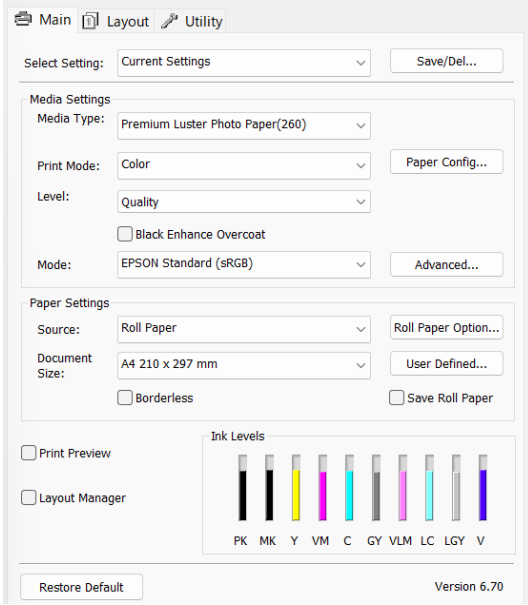 Main Layout Utility
Select Setting: Current Settings Save/Del...
Media Settings
Media Type: Premium Luster Photo Paper(260)
Print Mode: Color Paper Config...
Level: Quality
Black Enhance Overcoat
Mode: EPSON Standard (sRGB) Advanced...
Paper Settings
Source: Roll Paper Roll Paper Option...
Document
Size: A4 210 x 297 mm User Defined...
Borderless Save Roll Paper
Ink Levels
Print Preview
Layout Manager
PK MK Y VM C GY VLM LC LGY V
Restore Default Version 6.70